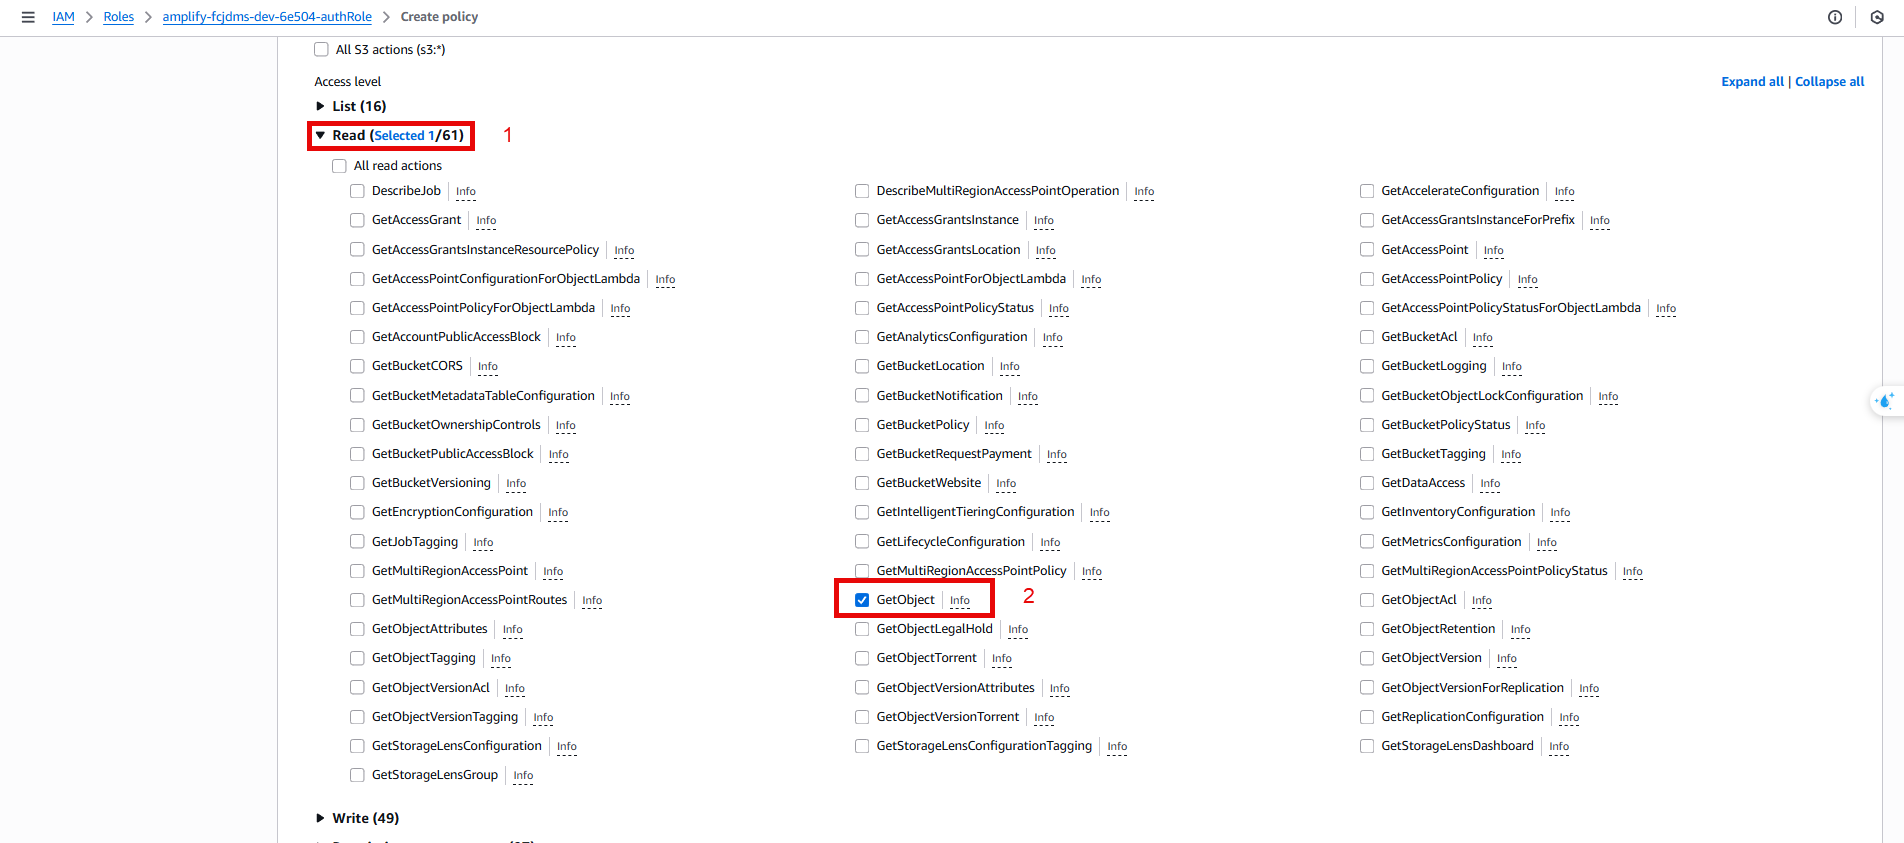 IAM > Roles > amplify-fcjdms-dev-6e504-authRole > Create policy
All S3 actions (s3:*)
Access level Expand all | Collapse all
List (16)
Read (Selected 1/61) 1
All read actions
DescribeJob Info DescribeMultiRegionAccessPointOperation Info GetAccelerateConfiguration Info
GetAccessGrant Info GetAccessGrantsInstance Info GetAccessGrantsInstanceForPrefix Info
GetAccessGrantsInstanceResourcePolicy Info GetAccessGrantsLocation Info GetAccessPoint Info
GetAccessPointConfigurationForObjectLambda Info GetAccessPointForObjectLambda Info GetAccessPointPolicy Info
GetAccessPointPolicyForObjectLambda Info GetAccessPointPolicyStatus Info GetAccessPointPolicyStatusForObjectLambda Info
GetAccountPublicAccessBlock Info GetAnalyticsConfiguration Info GetBucketAcl Info
GetBucketCORS Info GetBucketLocation Info GetBucketLogging Info
GetBucketMetadataTableConfiguration Info GetBucketNotification Info GetBucketObjectLockConfiguration Info
GetBucketOwnershipControls Info GetBucketPolicy Info GetBucketPolicyStatus Info
GetBucketPublicAccessBlock Info GetBucketRequestPayment Info GetBucketTagging Info
GetBucketVersioning Info GetBucketWebsite Info GetDataAccess Info
GetEncryptionConfiguration Info GetIntelligentTieringConfiguration Info GetInventoryConfiguration Info
GetJobTagging Info GetLifecycleConfiguration Info GetMetricsConfiguration Info
GetMultiRegionAccessPoint Info GetMultiRegionAccessPointPolicy Info GetMultiRegionAccessPointPolicyStatus Info
GetMultiRegionAccessPointRoutes Info GetObject Info 2 GetObjectAcl Info
GetObjectAttributes Info GetObjectLegalHold Info GetObjectRetention Info
GetObjectTagging Info GetObjectTorrent Info GetObjectVersion Info
GetObjectVersionAcl Info GetObjectVersionAttributes Info GetObjectVersionForReplication Info
GetObjectVersionTagging Info GetObjectVersionTorrent Info GetReplicationConfiguration Info
GetStorageLensConfiguration Info GetStorageLensConfigurationTagging Info GetStorageLensDashboard Info
GetStorageLensGroup Info
Write (49)